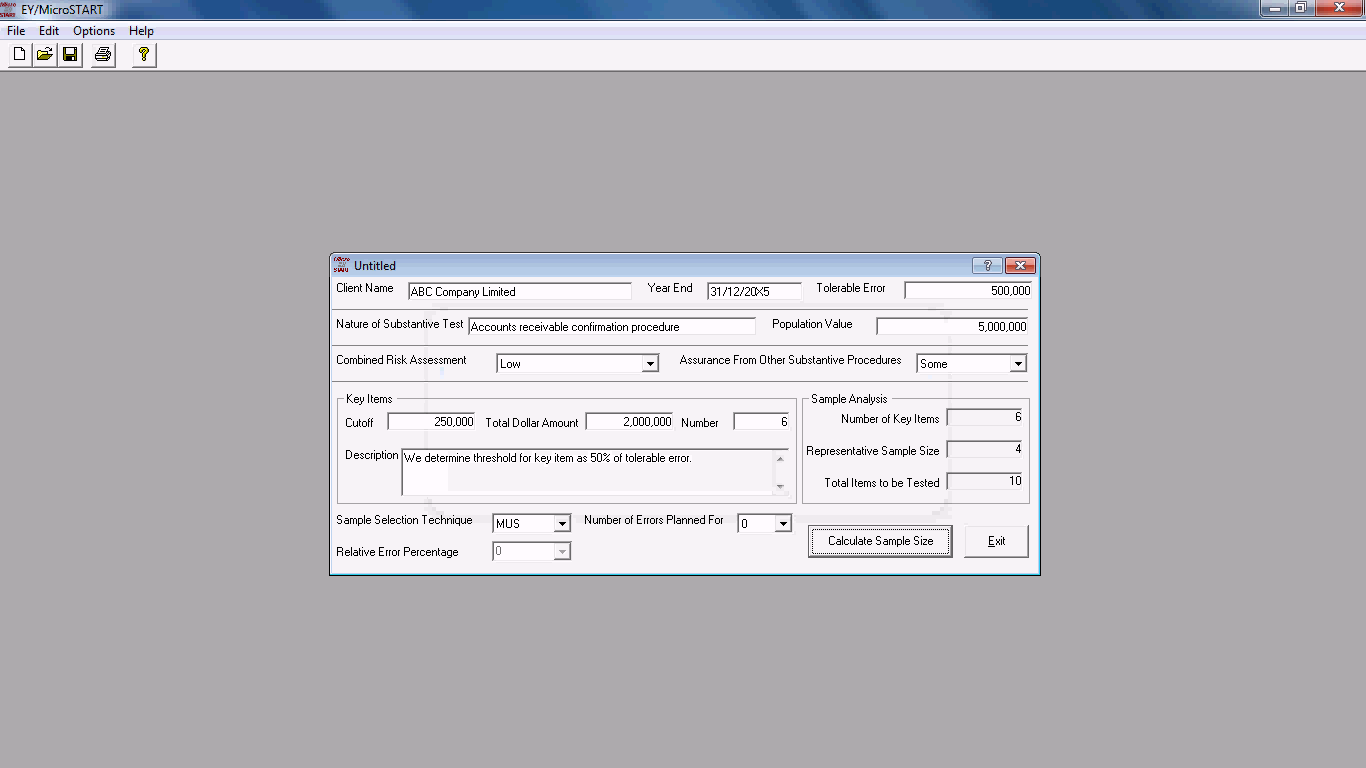 EY/MicroSTART
File Edit Options Help
Untitled
Client Name ABC Company Limited Year End 31/12/20X5 Tolerable Error 500,000
Nature of Substantive Test Accounts receivable confirmation procedure Population Value 5,000,000
Combined Risk Assessment Low Assurance From Other Substantive Procedures Some
Key Items
Cutoff 250,000 Total Dollar Amount 2,000,000 Number 6
Description We determine threshold for key item as 50% of tolerable error.
Sample Analysis
Number of Key Items 6
Representative Sample Size 4
Total Items to be Tested 10
Sample Selection Technique MUS Number of Errors Planned For 0
Relative Error Percentage 0
Calculate Sample Size Exit